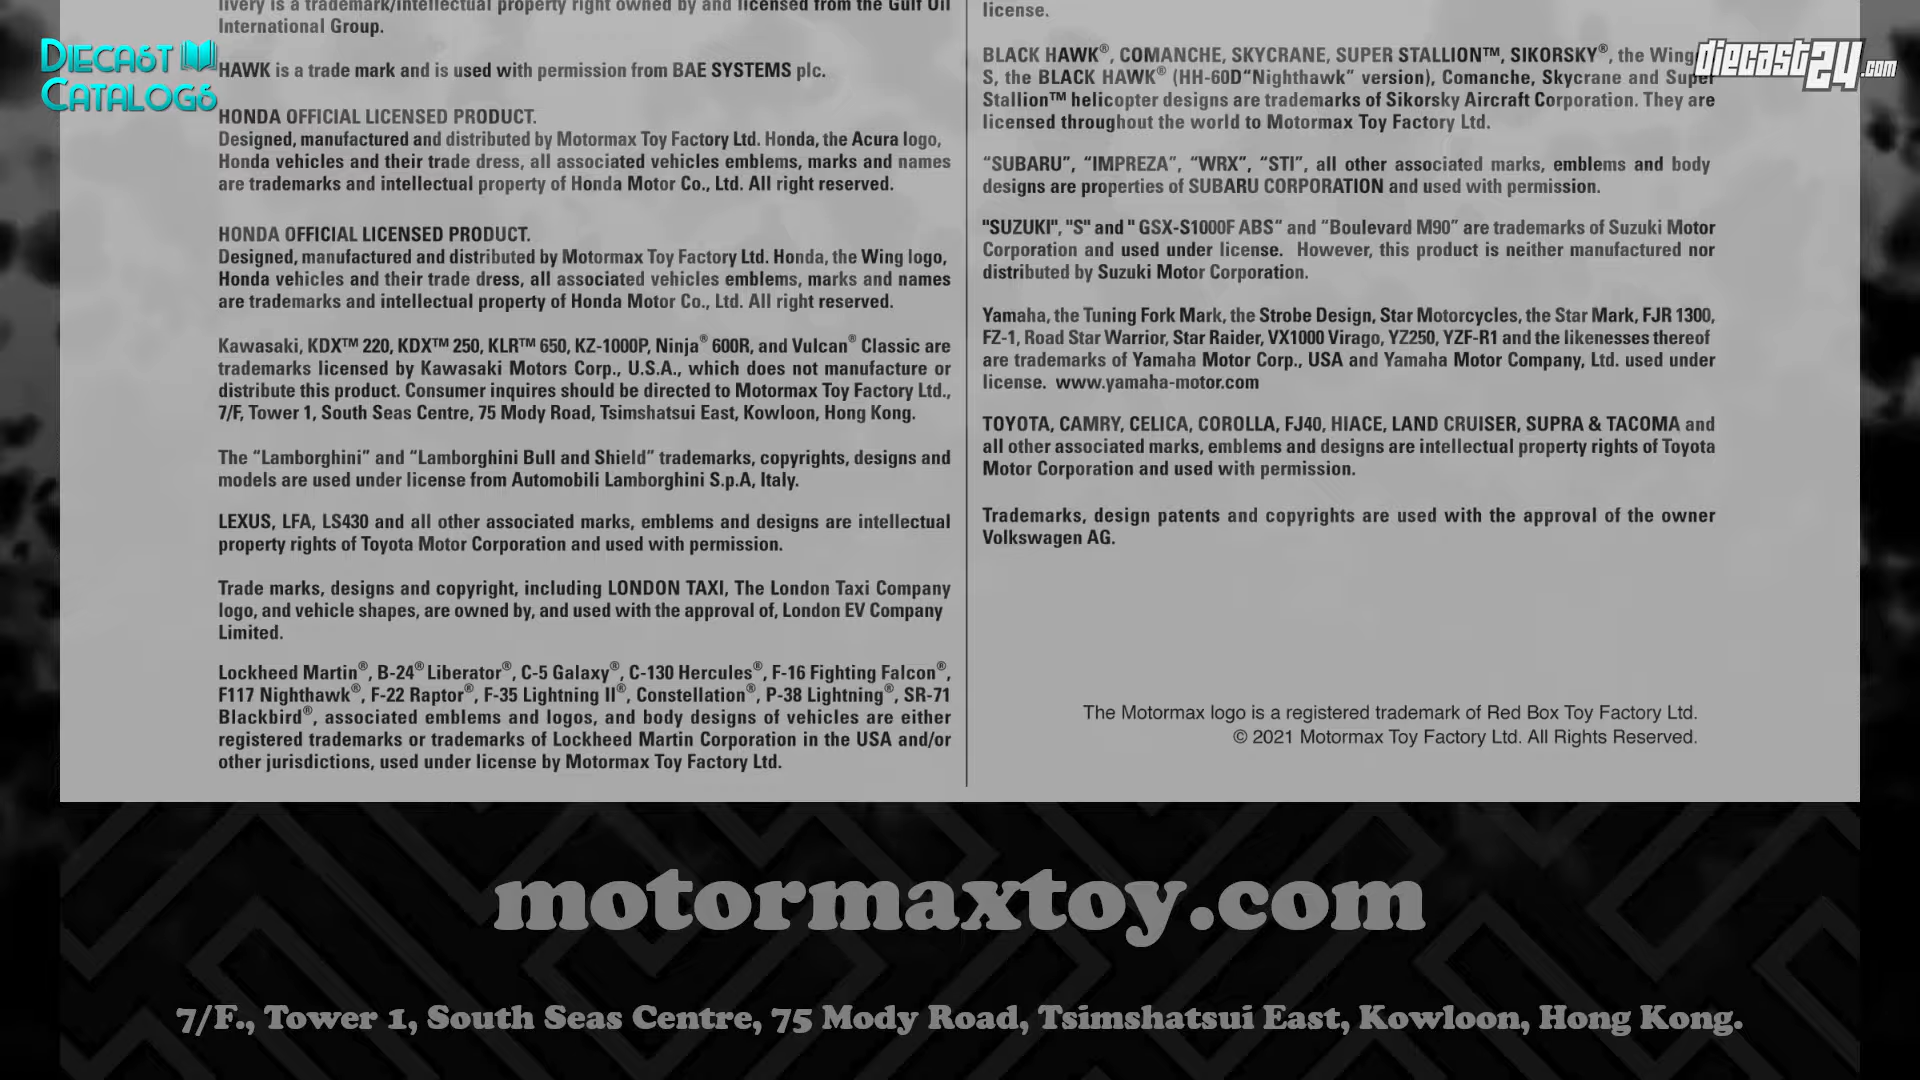 DIECAST
CATALOGS
diecast24.com
livery is a trademark/intellectual property right owned by and licensed from the Gulf Oil
International Group.
HAWK is a trade mark and is used with permission from BAE SYSTEMS plc.
HONDA OFFICIAL LICENSED PRODUCT.
Designed, manufactured and distributed by Motormax Toy Factory Ltd. Honda, the Acura logo,
Honda vehicles and their trade dress, all associated vehicles emblems, marks and names
are trademarks and intellectual property of Honda Motor Co., Ltd. All right reserved.
HONDA OFFICIAL LICENSED PRODUCT.
Designed, manufactured and distributed by Motormax Toy Factory Ltd. Honda, the Wing logo,
Honda vehicles and their trade dress, all associated vehicles emblems, marks and names
are trademarks and intellectual property of Honda Motor Co., Ltd. All right reserved.
Kawasaki, KDX™ 220, KDX™ 250, KLR™ 650, KZ-1000P, Ninja® 600R, and Vulcan® Classic are
trademarks licensed by Kawasaki Motors Corp., U.S.A., which does not manufacture or
distribute this product. Consumer inquires should be directed to Motormax Toy Factory Ltd.,
7/F, Tower 1, South Seas Centre, 75 Mody Road, Tsimshatsui East, Kowloon, Hong Kong.
The “Lamborghini” and “Lamborghini Bull and Shield” trademarks, copyrights, designs and
models are used under license from Automobili Lamborghini S.p.A, Italy.
LEXUS, LFA, LS430 and all other associated marks, emblems and designs are intellectual
property rights of Toyota Motor Corporation and used with permission.
Trade marks, designs and copyright, including LONDON TAXI, The London Taxi Company
logo, and vehicle shapes, are owned by, and used with the approval of, London EV Company
Limited.
Lockheed Martin®, B-24® Liberator®, C-5 Galaxy®, C-130 Hercules®, F-16 Fighting Falcon®,
F117 Nighthawk®, F-22 Raptor®, F-35 Lightning II®, Constellation®, P-38 Lightning®, SR-71
Blackbird®, associated emblems and logos, and body designs of vehicles are either
registered trademarks or trademarks of Lockheed Martin Corporation in the USA and/or
other jurisdictions, used under license by Motormax Toy Factory Ltd.
license.
BLACK HAWK®, COMANCHE, SKYCRANE, SUPER STALLION™, SIKORSKY®, the Wing
S, the BLACK HAWK® (HH-60D“Nighthawk” version), Comanche, Skycrane and Super
Stallion™ helicopter designs are trademarks of Sikorsky Aircraft Corporation. They are
licensed throughout the world to Motormax Toy Factory Ltd.
“SUBARU”, “IMPREZA”, “WRX”, “STI”, all other associated marks, emblems and body
designs are properties of SUBARU CORPORATION and used with permission.
"SUZUKI", "S" and " GSX-S1000F ABS“ and “Boulevard M90” are trademarks of Suzuki Motor
Corporation and used under license. However, this product is neither manufactured nor
distributed by Suzuki Motor Corporation.
Yamaha, the Tuning Fork Mark, the Strobe Design, Star Motorcycles, the Star Mark, FJR 1300,
FZ-1, Road Star Warrior, Star Raider, VX1000 Virago, YZ250, YZF-R1 and the likenesses thereof
are trademarks of Yamaha Motor Corp., USA and Yamaha Motor Company, Ltd. used under
license. www.yamaha-motor.com
TOYOTA, CAMRY, CELICA, COROLLA, FJ40, HIACE, LAND CRUISER, SUPRA & TACOMA and
all other associated marks, emblems and designs are intellectual property rights of Toyota
Motor Corporation and used with permission.
Trademarks, design patents and copyrights are used with the approval of the owner
Volkswagen AG.
The Motormax logo is a registered trademark of Red Box Toy Factory Ltd.
© 2021 Motormax Toy Factory Ltd. All Rights Reserved.
motormaxtoy.com
7/F., Tower 1, South Seas Centre, 75 Mody Road, Tsimshatsui East, Kowloon, Hong Kong.